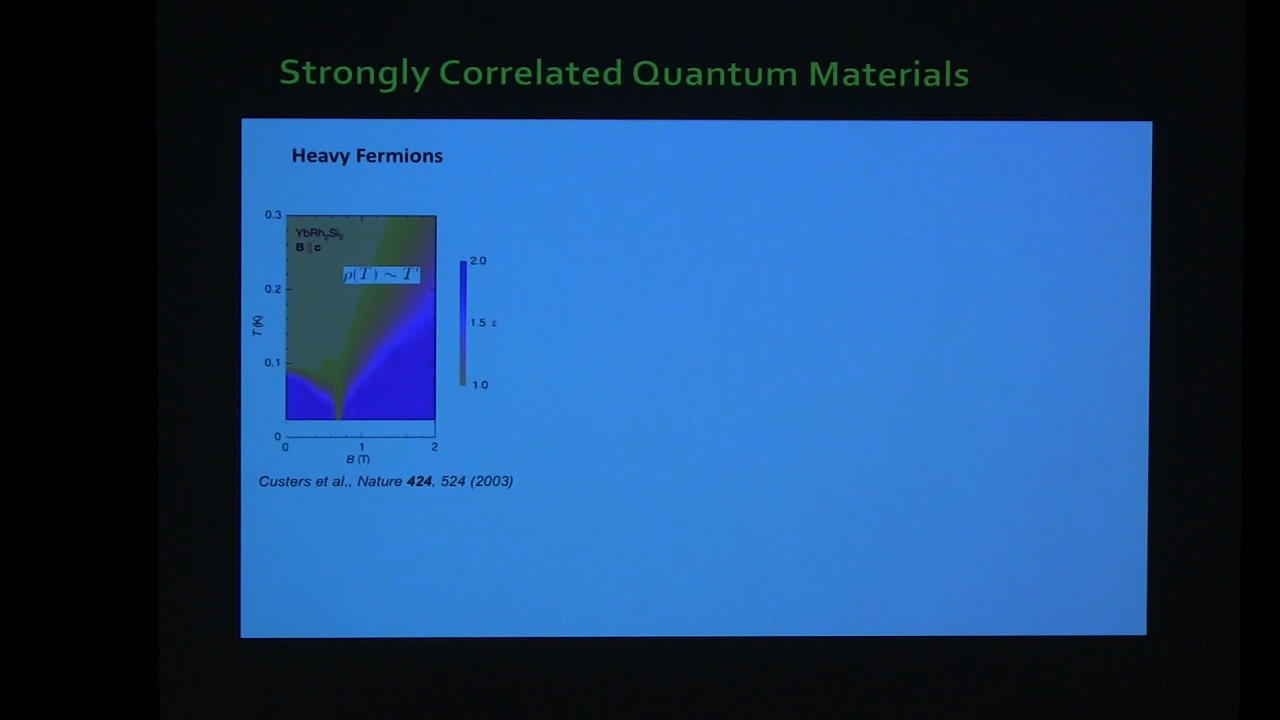 Strongly Correlated Quantum Materials
Heavy Fermions
0.3
YbRh2Si2
B || c
ρ(T) ~ T
0.2
0.1
0
T (K)
0
1
2
B (T)
2.0
1.5
ε
1.0
Custers et al., Nature 424, 524 (2003)